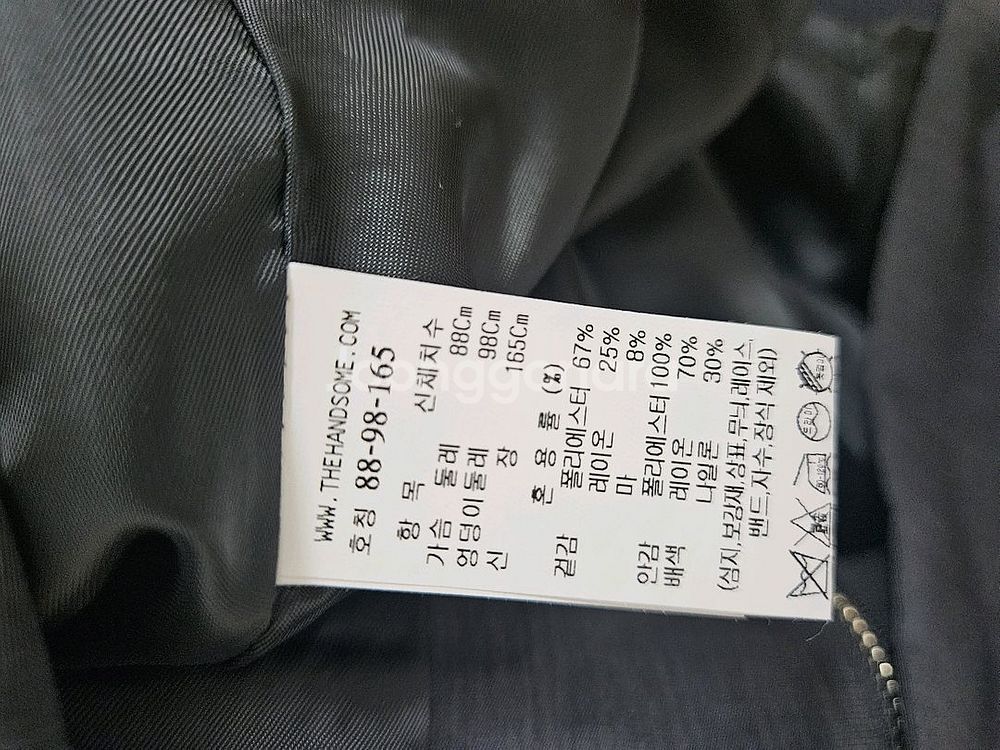 WWW.THEHANDSOME.COM
호칭 88-98-165
항 목 신체치수
가슴 둘레 88Cm
엉덩이둘레 98Cm
신 장 165Cm
혼 용 률 (%)
겉감 폴리에스터 67%
레이온 25%
마 8%
안감 폴리에스터100%
배색 레이온 70%
나일론 30%
(심지,보강재,상표,무늬,레이스,
밴드,자수,장식 제외)
드라이